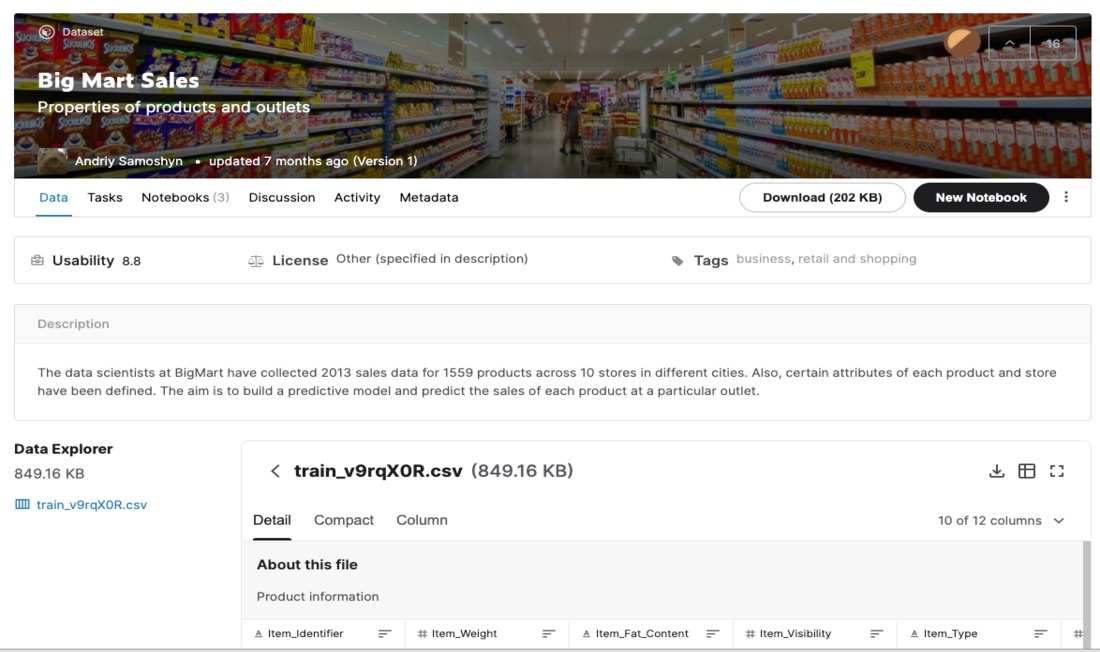 Dataset
16
Big Mart Sales
Properties of products and outlets
Andriy Samoshyn • updated 7 months ago (Version 1)
Data Tasks Notebooks (3) Discussion Activity Metadata Download (202 KB) New Notebook
Usability 8.8 License Other (specified in description) Tags business, retail and shopping
Description
The data scientists at BigMart have collected 2013 sales data for 1559 products across 10 stores in different cities. Also, certain attributes of each product and store
have been defined. The aim is to build a predictive model and predict the sales of each product at a particular outlet.
Data Explorer
849.16 KB
train_v9rqX0R.csv
train_v9rqX0R.csv (849.16 KB)
Detail Compact Column 10 of 12 columns
About this file
Product information
Item_Identifier # Item_Weight Item_Fat_Content # Item_Visibility Item_Type #